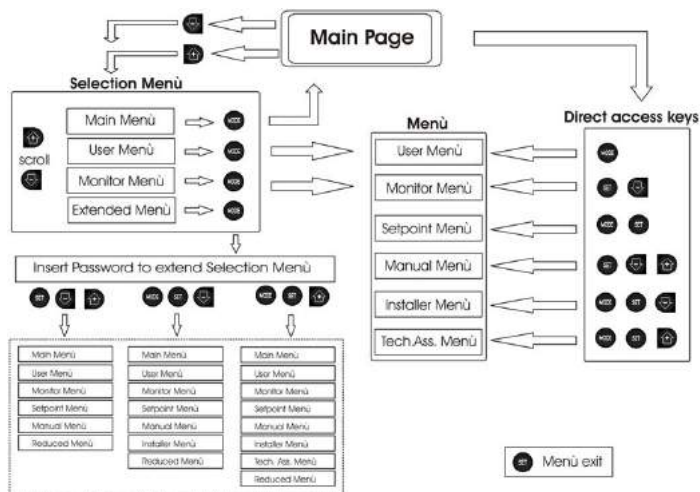 Main Page
Selection Menù
Main Menù
MODE
scroll
User Menù
MODE
Monitor Menù
MODE
Extended Menù
MODE
Insert Password to extend Selection Menù
SET
MODE SET
MODE SET
Main Menù
User Menù
Monitor Menù
Setpoint Menù
Manual Menù
Reduced Menù
Main Menù
User Menù
Monitor Menù
Setpoint Menù
Manual Menù
Installer Menù
Reduced Menù
Main Menù
User Menù
Monitor Menù
Setpoint Menù
Manual Menù
Installer Menù
Tech. Ass. Menù
Reduced Menù
Menù
User Menù
Monitor Menù
Setpoint Menù
Manual Menù
Installer Menù
Tech.Ass. Menù
Direct access keys
MODE
SET
MODE SET
SET
MODE SET
MODE SET
SET Menù exit